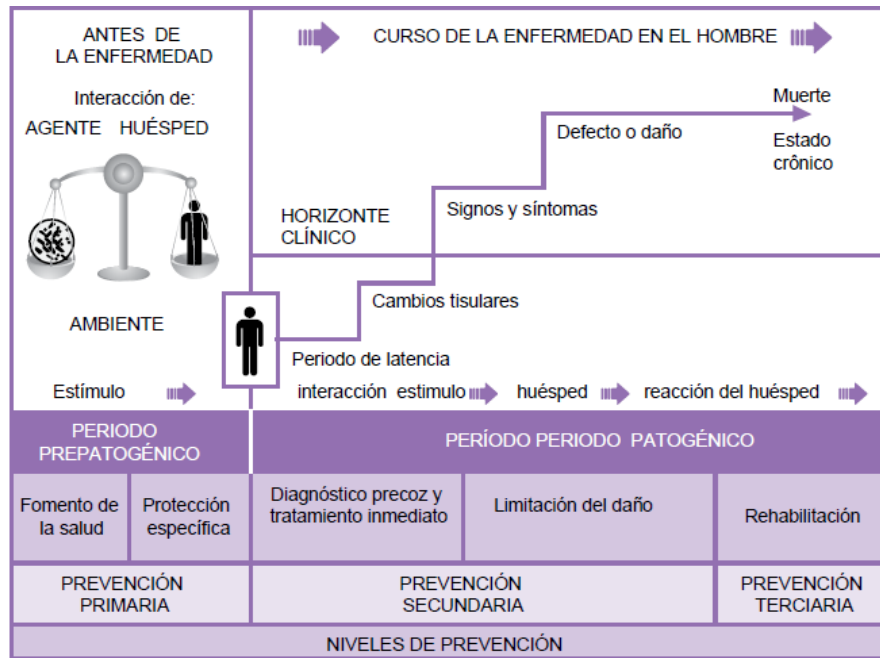 ANTES DE
LA ENFERMEDAD
Interacción de:
AGENTE HUÉSPED
AMBIENTE
Estímulo
CURSO DE LA ENFERMEDAD EN EL HOMBRE
Muerte
Defecto o daño
Estado
crônico
Signos y síntomas
HORIZONTE
CLÍNICO
Cambios tisulares
Periodo de latencia
interacción estimulo huésped reacción del huésped
PERIODO
PREPATOGÉNICO
PERÍODO PERIODO PATOGÉNICO
Fomento de
la salud
Protección
específica
Diagnóstico precoz y
tratamiento inmediato
Limitación del daño
Rehabilitación
PREVENCIÓN
PRIMARIA
PREVENCIÓN
SECUNDARIA
PREVENCIÓN
TERCIARIA
NIVELES DE PREVENCIÓN